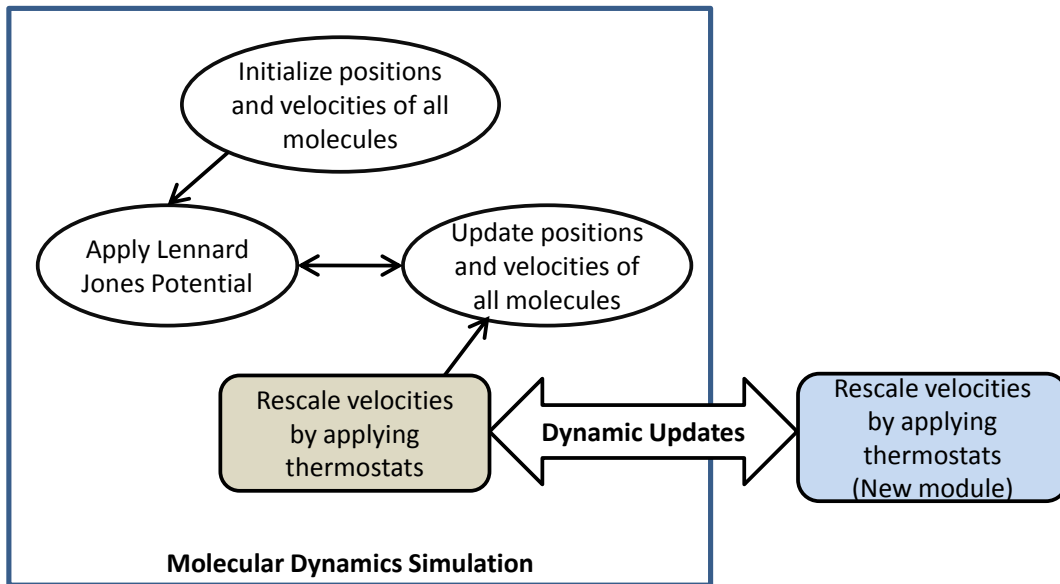 Initialize positions
and velocities of all
molecules
Apply Lennard
Jones Potential
Update positions
and velocities of
all molecules
Rescale velocities
by applying
thermostats
Dynamic Updates
Rescale velocities
by applying
thermostats
(New module)
Molecular Dynamics Simulation